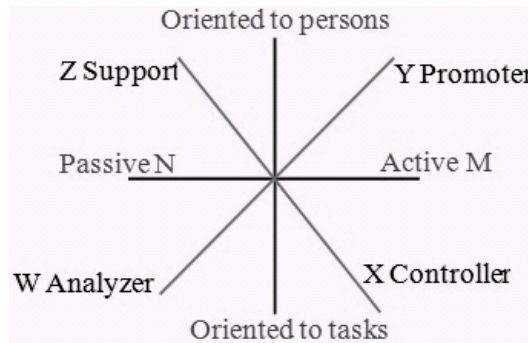 Oriented to persons
Z Support
Y Promoter
Passive N
Active M
W Analyzer
X Controller
Oriented to tasks